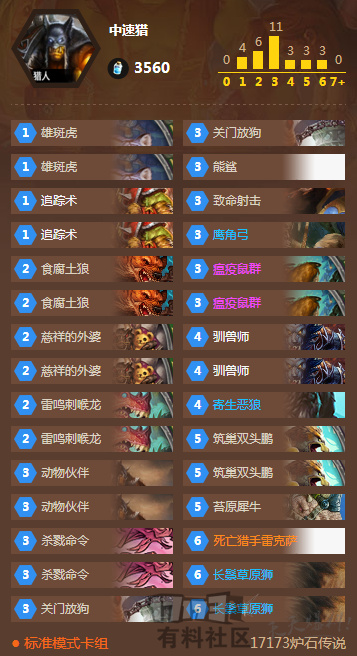 中速猎
猎人
3560
0 4 6 11 3 3 3 0
0 1 2 3 4 5 6 7+
1 雄斑虎
1 雄斑虎
1 追踪术
1 追踪术
2 食腐土狼
2 食腐土狼
2 慈祥的外婆
2 慈祥的外婆
2 雷鸣刺喉龙
2 雷鸣刺喉龙
3 动物伙伴
3 动物伙伴
3 杀戮命令
3 杀戮命令
3 关门放狗
3 关门放狗
3 熊鲨
3 致命射击
3 鹰角弓
3 瘟疫鼠群
3 瘟疫鼠群
4 驯兽师
4 驯兽师
4 寄生恶狼
5 筑巢双头鹏
5 筑巢双头鹏
5 苔原犀牛
6 死亡猎手雷克萨
6 长鬃草原狮
6 长鬃草原狮
有料社区
标准模式卡组
17173炉石传说